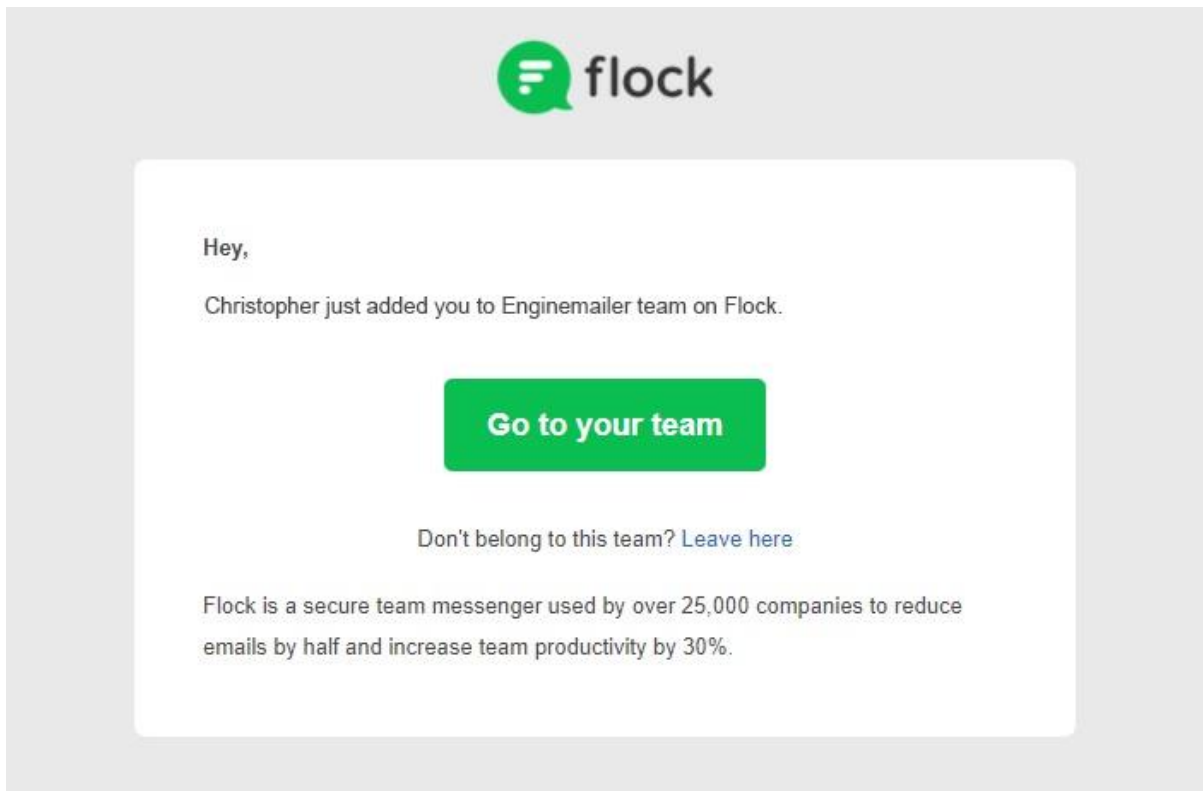 flock
Hey,
Christopher just added you to Enginemailer team on Flock.
Go to your team
Don't belong to this team? Leave here
Flock is a secure team messenger used by over 25,000 companies to reduce
emails by half and increase team productivity by 30%.